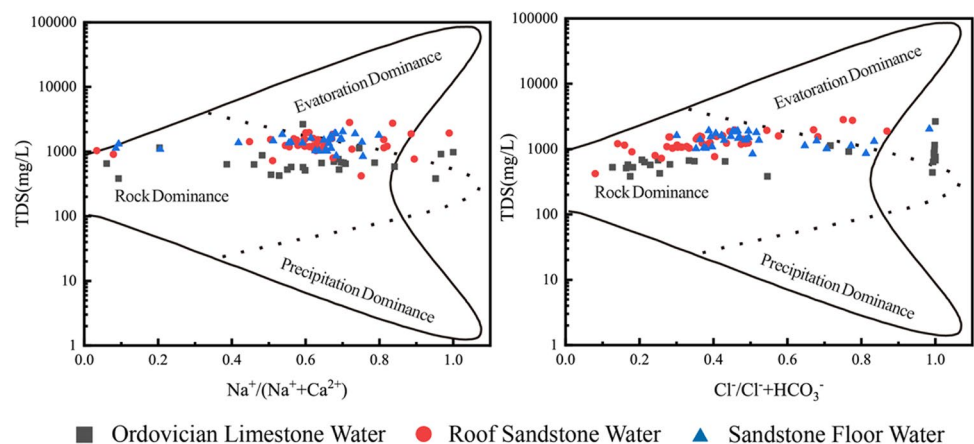 100000
10000
1000
100
10
1
TDS(mg/L)
Evatoration Dominance
Rock Dominance
Precipitation Dominance
0.0 0.2 0.4 0.6 0.8 1.0
Na⁺/(Na⁺+Ca²⁺)
100000
10000
1000
100
10
1
TDS(mg/L)
Evatoration Dominance
Rock Dominance
Precipitation Dominance
0.0 0.2 0.4 0.6 0.8 1.0
Cl⁻/Cl⁻+HCO₃⁻
Ordovician Limestone Water Roof Sandstone Water Sandstone Floor Water